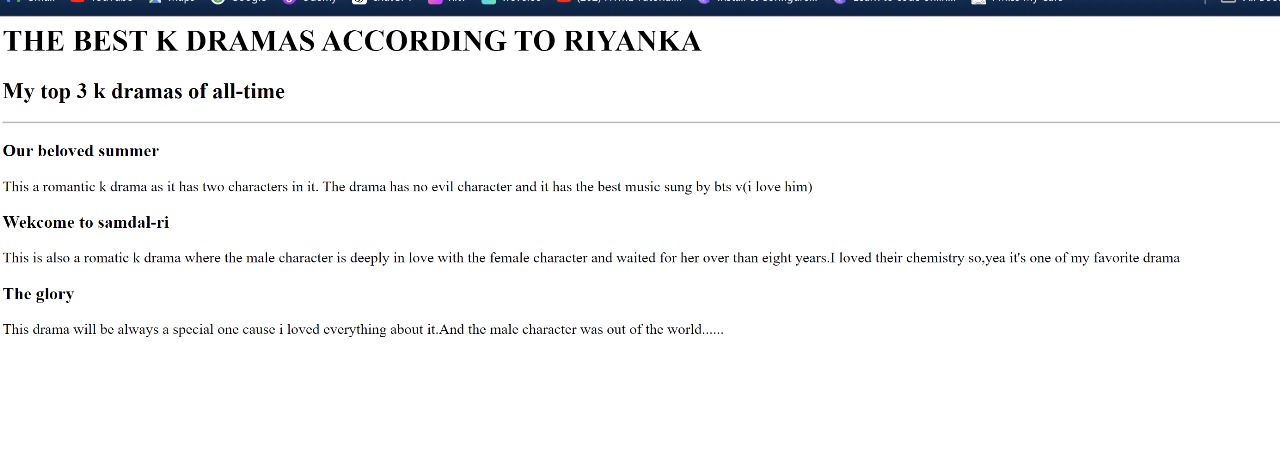 THE BEST K DRAMAS ACCORDING TO RIYANKA
My top 3 k dramas of all-time
Our beloved summer
This a romantic k drama as it has two characters in it. The drama has no evil character and it has the best music sung by bts v(i love him)
Wekcome to samdal-ri
This is also a romatic k drama where the male character is deeply in love with the female character and waited for her over than eight years.I loved their chemistry so,yea it's one of my favorite drama
The glory
This drama will be always a special one cause i loved everything about it.And the male character was out of the world......